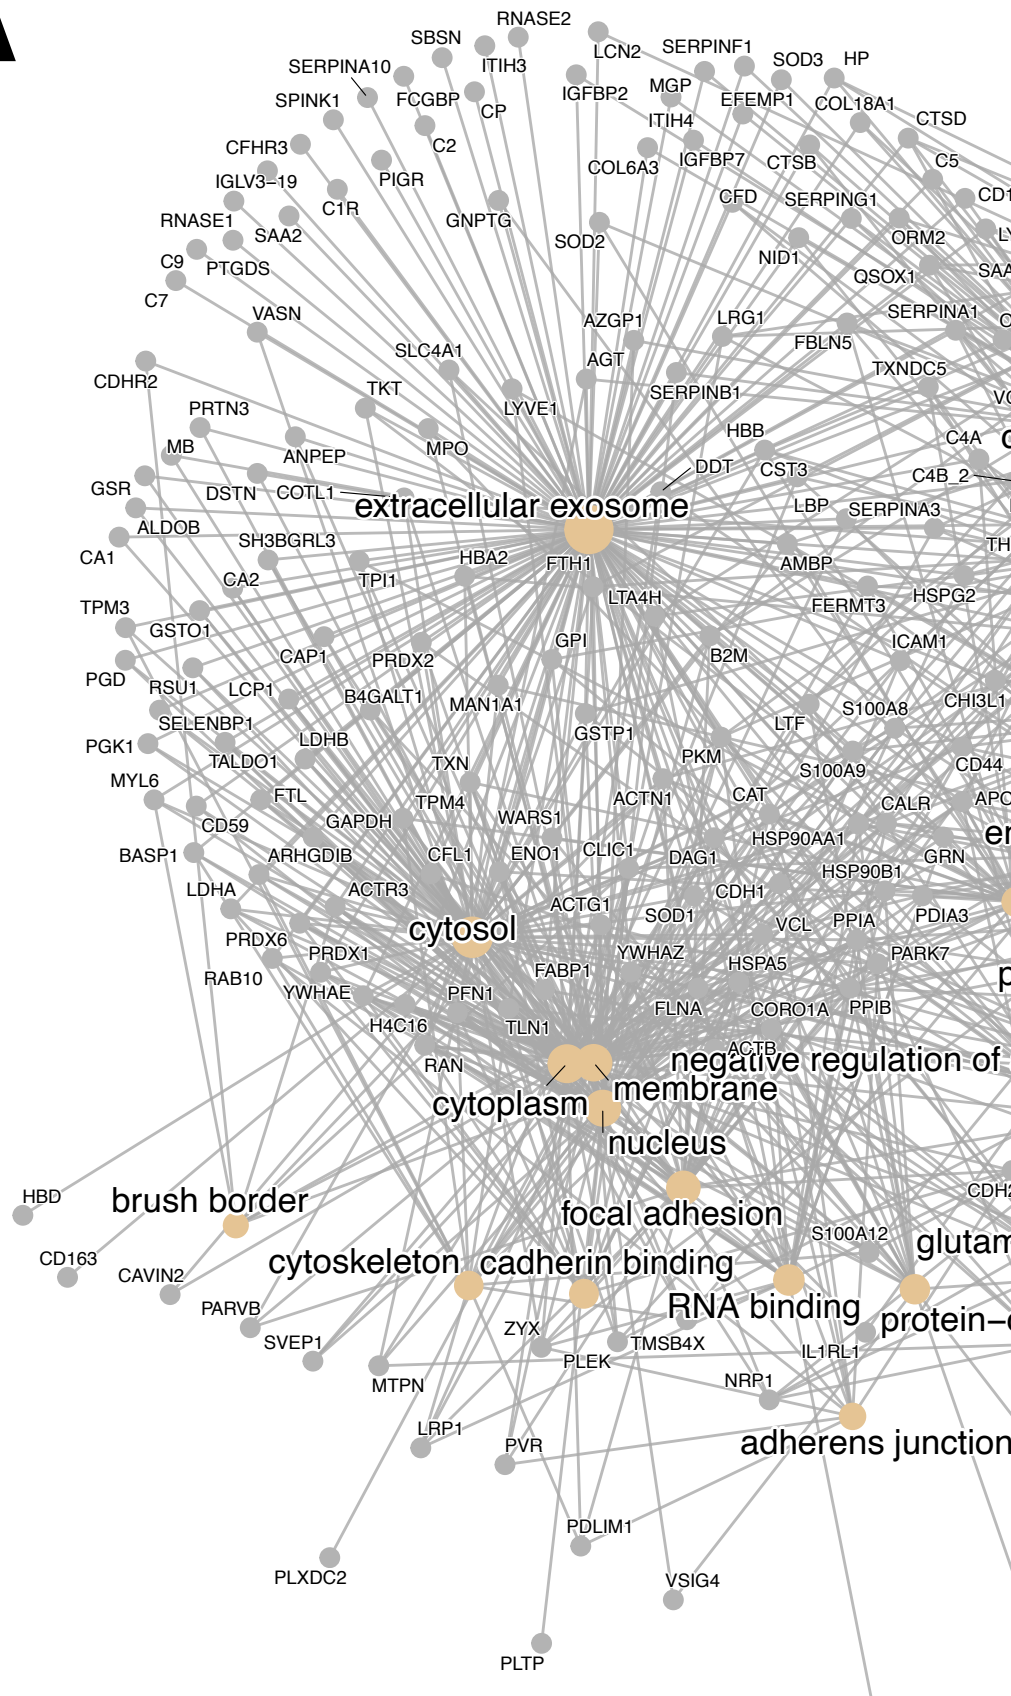 A
RNASE2
SBSN
LCN2
SERPINF1
SERPINA10
ITIH3
SOD3
HP
SPINK1
FCGBP
CP
IGFBP2
MGP
EFEMP1
COL18A1
CTSD
CFHR3
C2
ITIH4
C5
IGLV3−19
PIGR
COL6A3
IGFBP7
CTSB
RNASE1
C1R
GNPTG
CFD
SERPING1
SAA2
SOD2
ORM2
C9
PTGDS
NID1
QSOX1
C7
VASN
AZGP1
LRG1
SERPINA1
SLC4A1
AGT
FBLN5
CDHR2
TKT
LYVE1
SERPINB1
TXNDC5
PRTN3
HBB
C4A
MB
ANPEP
MPO
DDT
CST3
C4B_2
GSR
DSTN
COTL1
extracellular exosome
LBP
SERPINA3
ALDOB
SH3BGRL3
HBA2
FTH1
AMBP
CA1
CA2
TPI1
LTA4H
FERMT3
HSPG2
TPM3
GSTO1
GPI
ICAM1
CAP1
PRDX2
B2M
PGD
RSU1
LCP1
B4GALT1
MAN1A1
S100A8
CHI3L1
SELENBP1
LDHB
GSTP1
LTF
PGK1
TALDO1
TXN
PKM
S100A9
CD44
MYL6
FTL
TPM4
ACTN1
CAT
CALR
CD59
GAPDH
WARS1
HSP90AA1
BASP1
ARHGDIB
CFL1
ENO1
CLIC1
DAG1
GRN
LDHA
ACTR3
CDH1
HSP90B1
ACTG1
SOD1
VCL
PPIA
PDIA3
PRDX6
cytosol
PRDX1
YWHAZ
HSPA5
PARK7
RAB10
YWHAE
FABP1
PFN1
FLNA
CORO1A
PPIB
H4C16
TLN1
RAN
ACTB
negative regulation of
membrane
cytoplasm
nucleus
HBD
brush border
focal adhesion
S100A12
CD163
CAVIN2
cytoskeleton
cadherin binding
PARVB
RNA binding
SVEP1
ZYX
TMSB4X
IL1RL1
PLEK
MTPN
NRP1
LRP1
PVR
adherens junction
PDLIM1
PLXDC2
VSIG4
PLTP